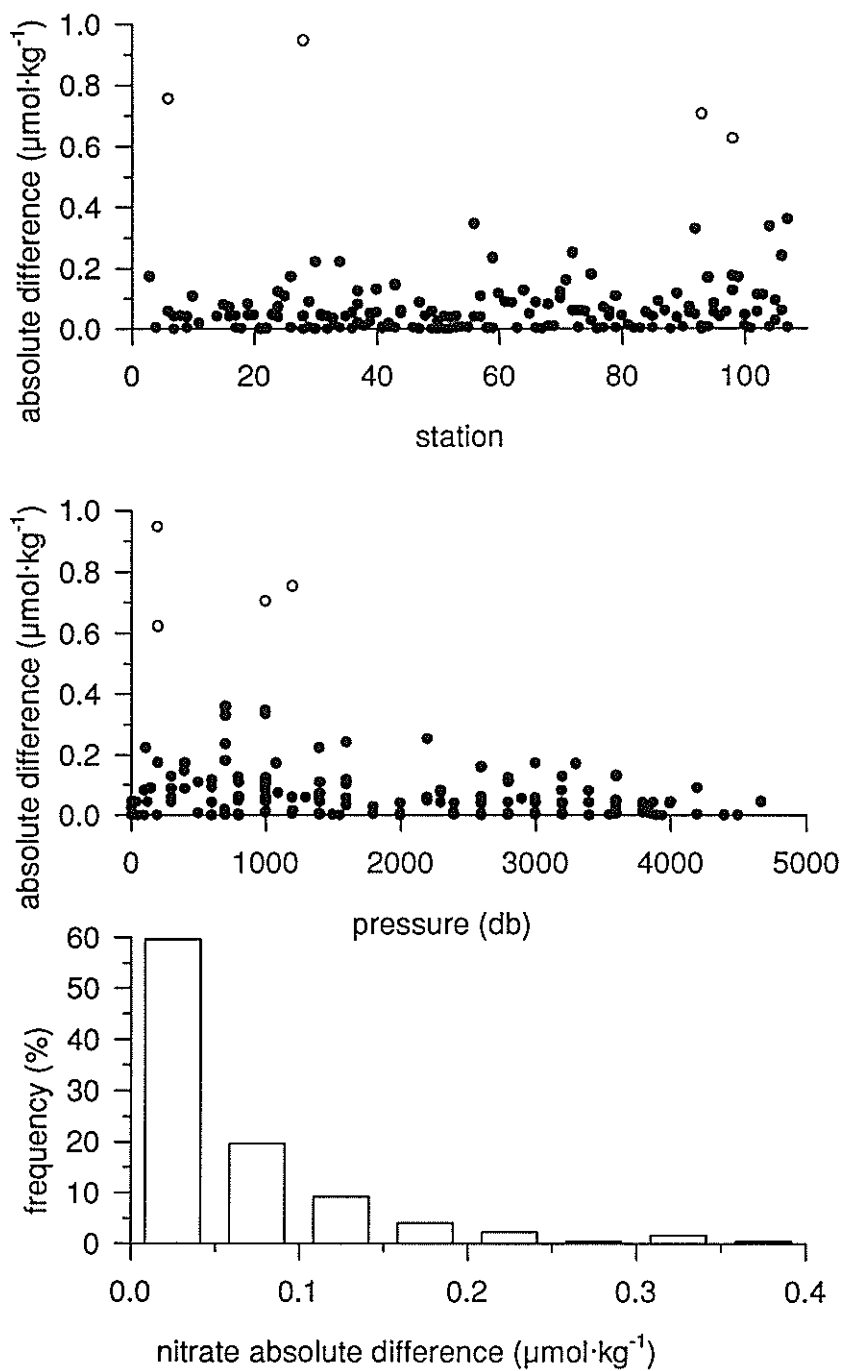 1.0
0.8
0.6
0.4
0.2
0.0
absolute difference (µmol·kg-1)
0 20 40 60 80 100
station
1.0
0.8
0.6
0.4
0.2
0.0
absolute difference (µmol·kg-1)
0 1000 2000 3000 4000 5000
pressure (db)
60
50
40
30
20
10
0
frequency (%)
0.0 0.1 0.2 0.3 0.4
nitrate absolute difference (µmol·kg-1)